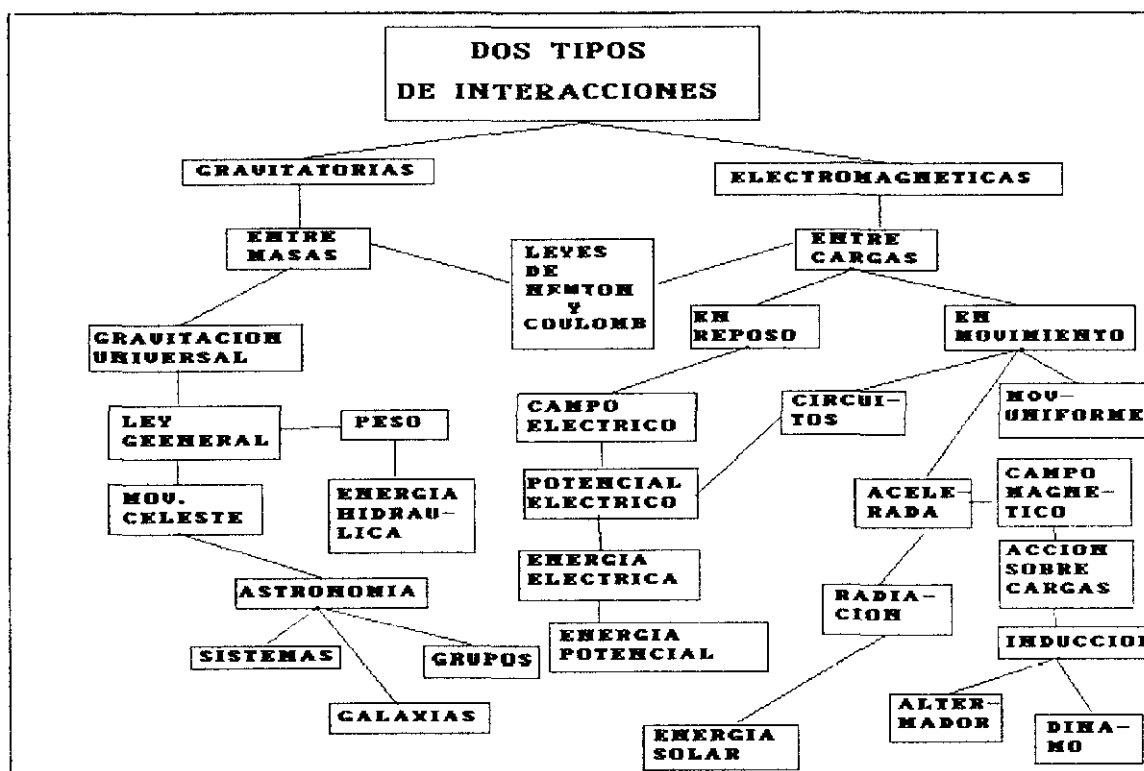 DOS TIPOS
DE INTERACCIONES
GRAVITATORIAS
ELECTROMAGNETICAS
ENTRE
MASAS
LEYES
DE
NEWTON
Y
COULOMB
ENTRE
CARGAS
GRAVITACION
UNIVERSAL
EN
REPOSO
EN
MOVIMIENTO
LEY
GEENERAL
PESO
CAMPO
ELECTRICO
CIRCUI-
TOS
MOV-
UNIFORME
MOV.
CELESTE
ENERGIA
HIDRAU-
LICA
POTENCIAL
ELECTRICO
ACELE-
RADA
CAMPO
MAGNE-
TICO
ENERGIA
ELECTRICA
ACCION
SOBRE
CARGAS
ASTRONOMIA
RADIA-
CION
SISTEMAS
GRUPOS
ENERGIA
POTENCIAL
INDUCCION
GALAXIAS
ENERGIA
SOLAR
ALTER-
NADOR
DINA-
MO